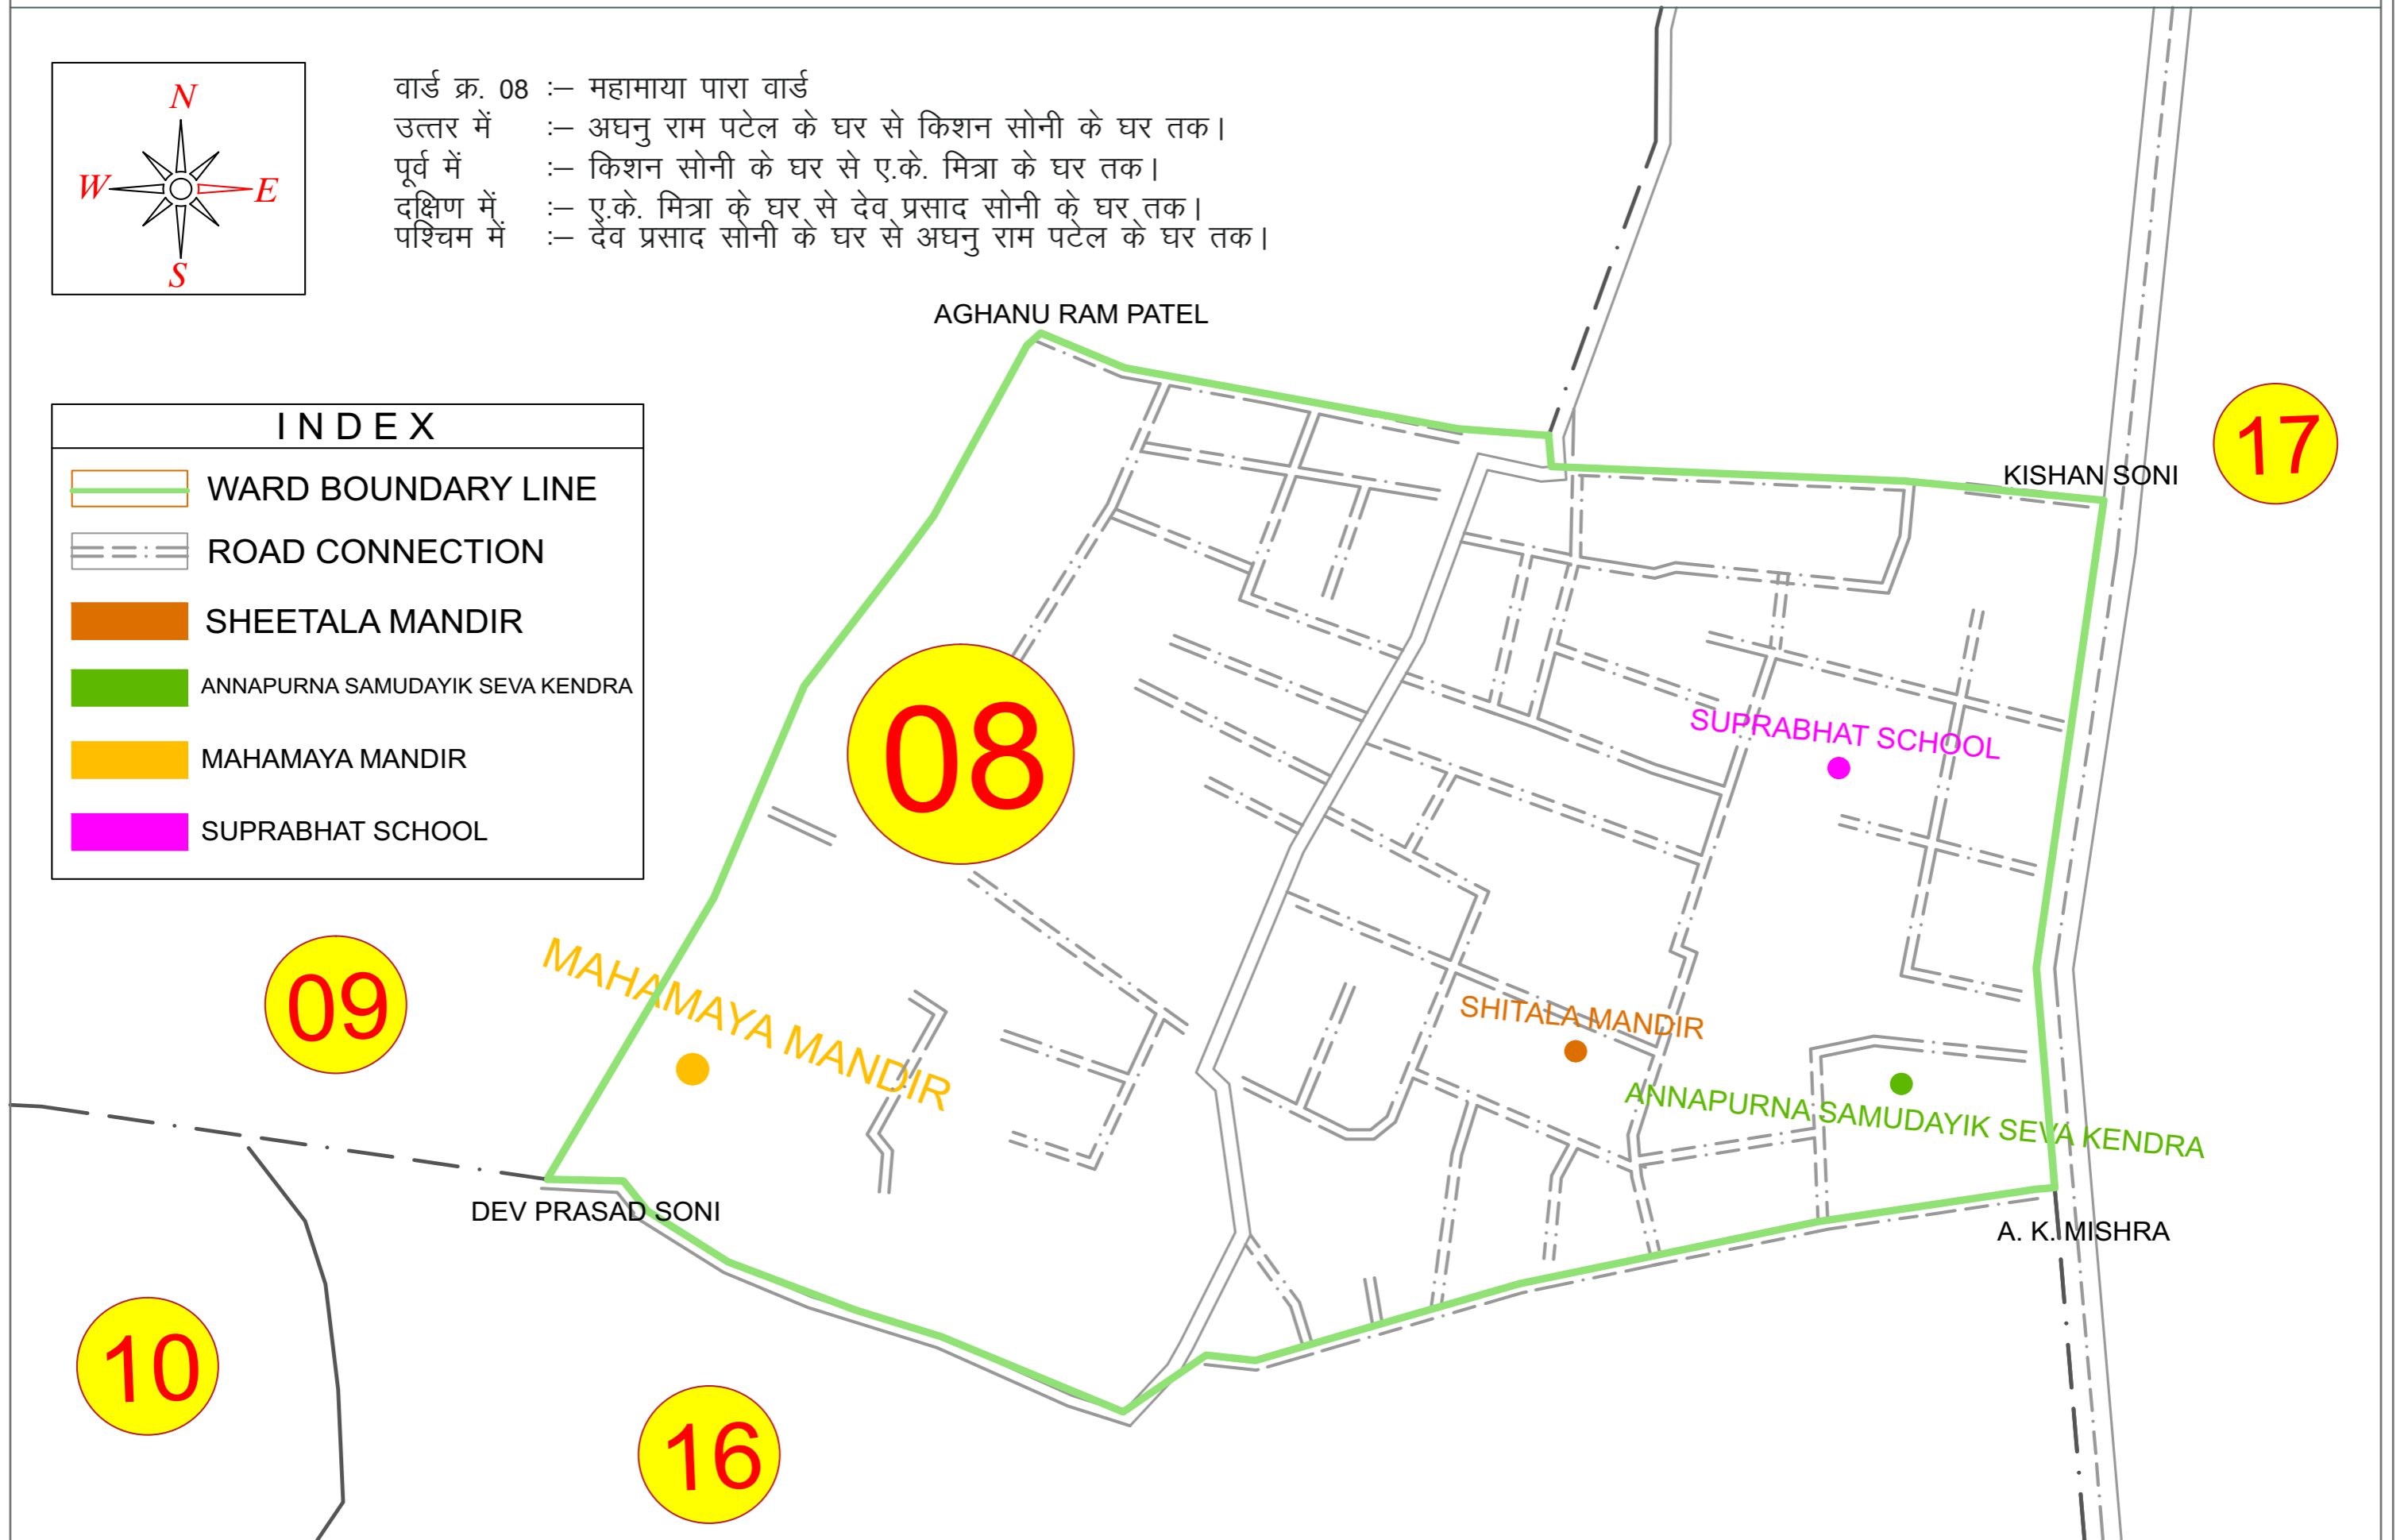 N
W
E
S
वार्ड क्र. 08 :– महामाया पारा वार्ड
उत्तर में :– अघनु राम पटेल के घर से किशन सोनी के घर तक।
पूर्व में :– किशन सोनी के घर से ए.के. मित्रा के घर तक।
दक्षिण में :– ए.के. मित्रा के घर से देव प्रसाद सोनी के घर तक।
पश्चिम में :– देव प्रसाद सोनी के घर से अघनु राम पटेल के घर तक।
AGHANU RAM PATEL
17
KISHAN SONI
INDEX
WARD BOUNDARY LINE
ROAD CONNECTION
SHEETALA MANDIR
ANNAPURNA SAMUDAYIK SEVA KENDRA
MAHAMAYA MANDIR
SUPRABHAT SCHOOL
08
SUPRABHAT SCHOOL
09
MAHAMAYA MANDIR
SHITALA MANDIR
ANNAPURNA SAMUDAYIK SEVA KENDRA
DEV PRASAD SONI
A. K. MISHRA
10
16